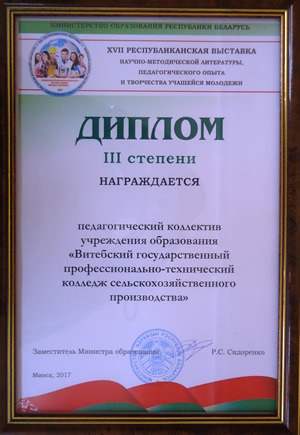 МИНИСТЕРСТВО ОБРАЗОВАНИЯ РЕСПУБЛИКИ БЕЛАРУСЬ
XVII РЕСПУБЛИКАНСКАЯ ВЫСТАВКА
НАУЧНО-МЕТОДИЧЕСКОЙ ЛИТЕРАТУРЫ,
ПЕДАГОГИЧЕСКОГО ОПЫТА
И ТВОРЧЕСТВА УЧАЩЕЙСЯ МОЛОДЕЖИ
ДИПЛОМ
III степени
НАГРАЖДАЕТСЯ
педагогический коллектив
учреждения образования
«Витебский государственный
профессионально-технический
колледж сельскохозяйственного
производства»
Заместитель Министра образования Р.С. Сидоренко
Минск, 2017